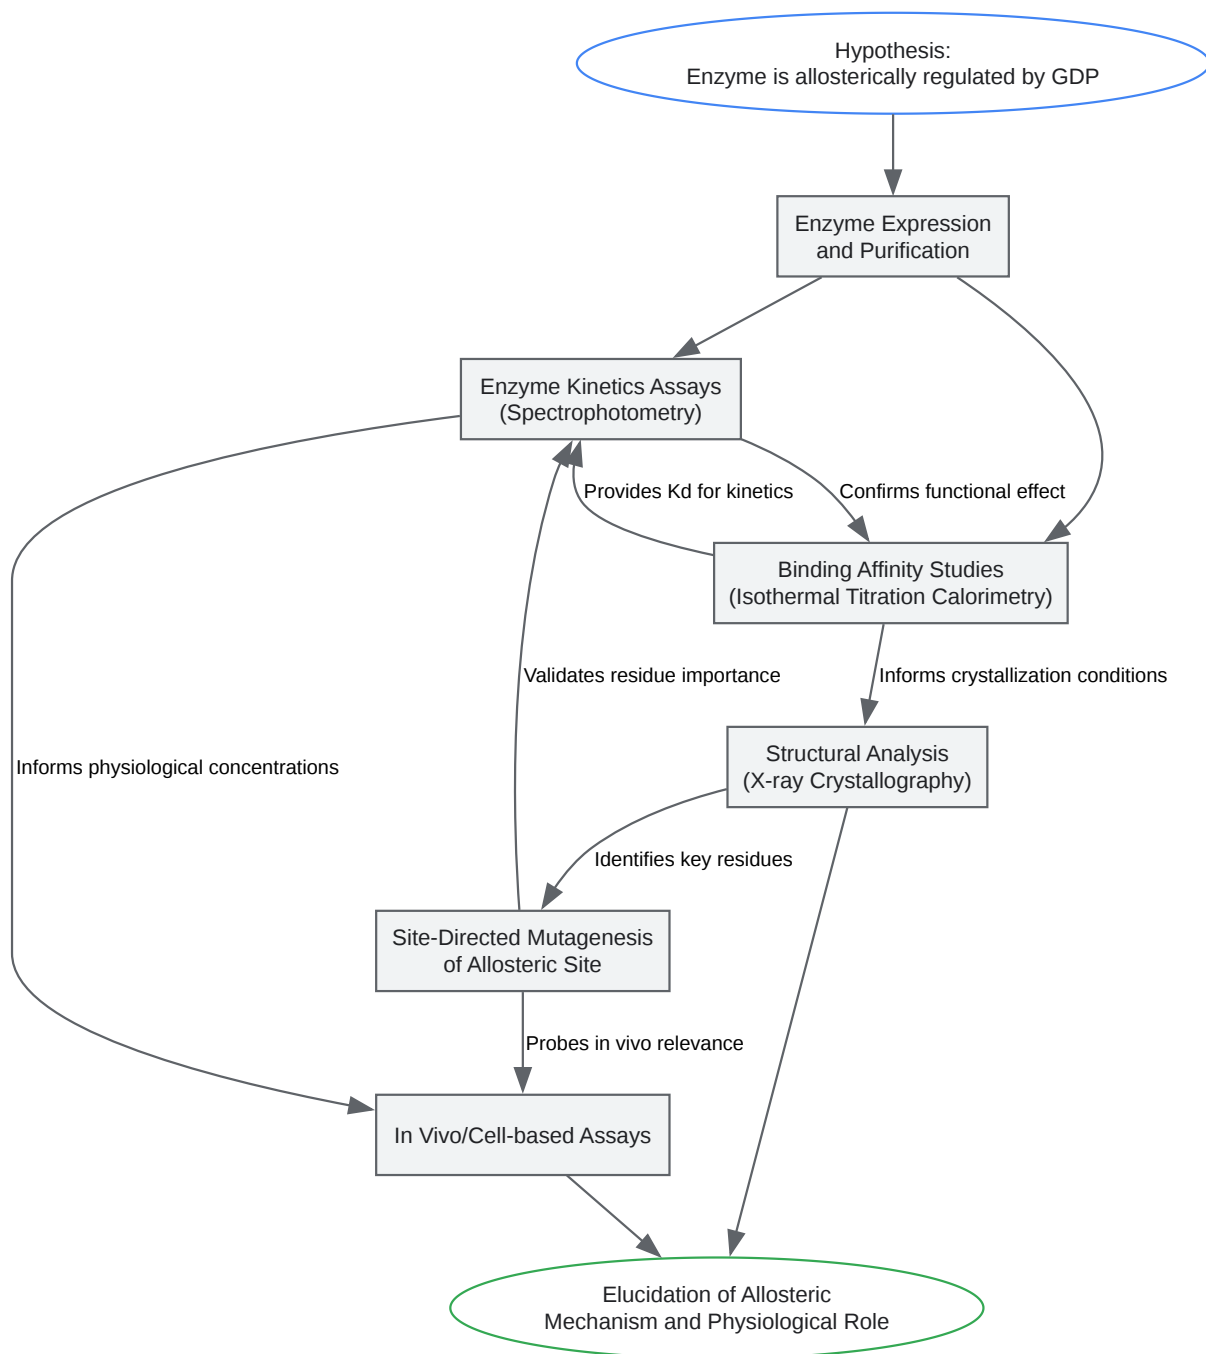 Hypothesis:
Enzyme is allosterically regulated by GDP
Enzyme Expression
and Purification
Enzyme Kinetics Assays
(Spectrophotometry)
Provides Kd for kinetics
Confirms functional effect
Binding Affinity Studies
(Isothermal Titration Calorimetry)
Validates residue importance
Informs crystallization conditions
Structural Analysis
(X-ray Crystallography)
Informs physiological concentrations
Identifies key residues
Site-Directed Mutagenesis
of Allosteric Site
Probes in vivo relevance
In Vivo/Cell-based Assays
Elucidation of Allosteric
Mechanism and Physiological Role